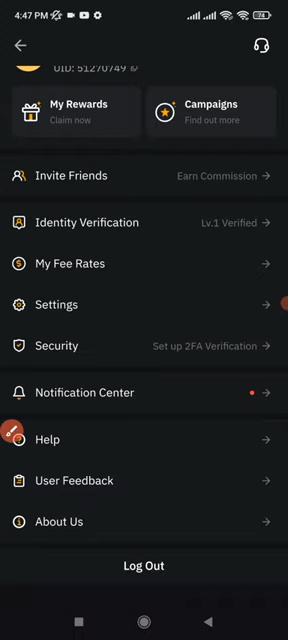 4:47 PM
74
UID: 51270749
My Rewards
Claim now
Campaigns
Find out more
Invite Friends
Earn Commission
Identity Verification
Lv.1 Verified
My Fee Rates
Settings
Security
Set up 2FA Verification
Notification Center
Help
User Feedback
About Us
Log Out